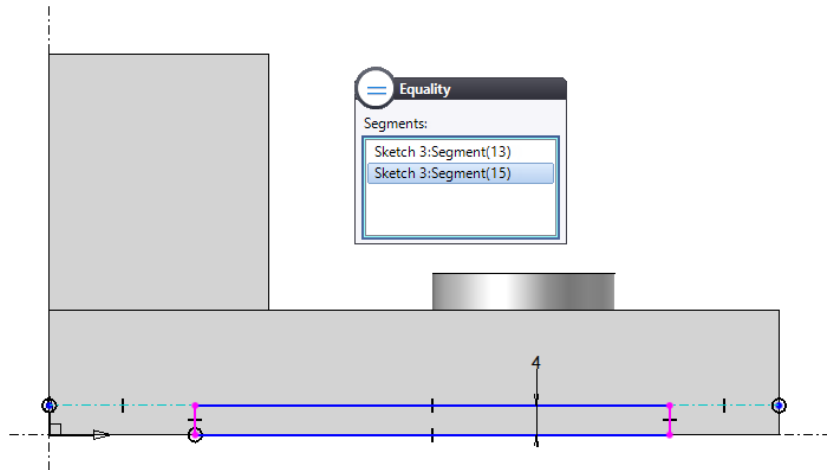 Equality
Segments:
Sketch 3:Segment(13)
Sketch 3:Segment(15)
4